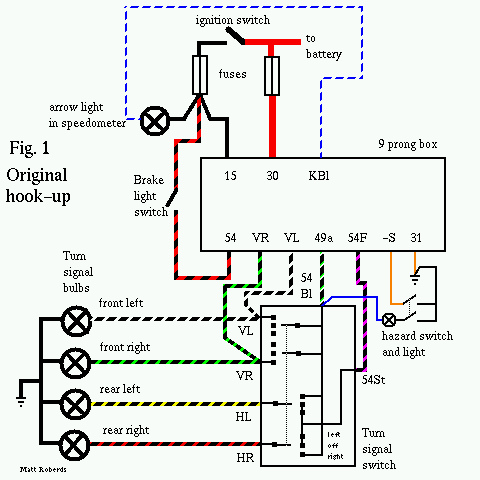 ignition switch
to
battery
fuses
arrow light
in speedometer
Fig. 1
Original
hook-up
9 prong box
15
30
KBl
Brake
light
switch
54
VR
VL
49a
54F
-S
31
Turn
signal
bulbs
54
Bl
front left
VL
hazard switch
and light
front right
VR
54St
rear left
HL
rear right
HR
left
off
right
Turn
signal
switch
Matt Roberds